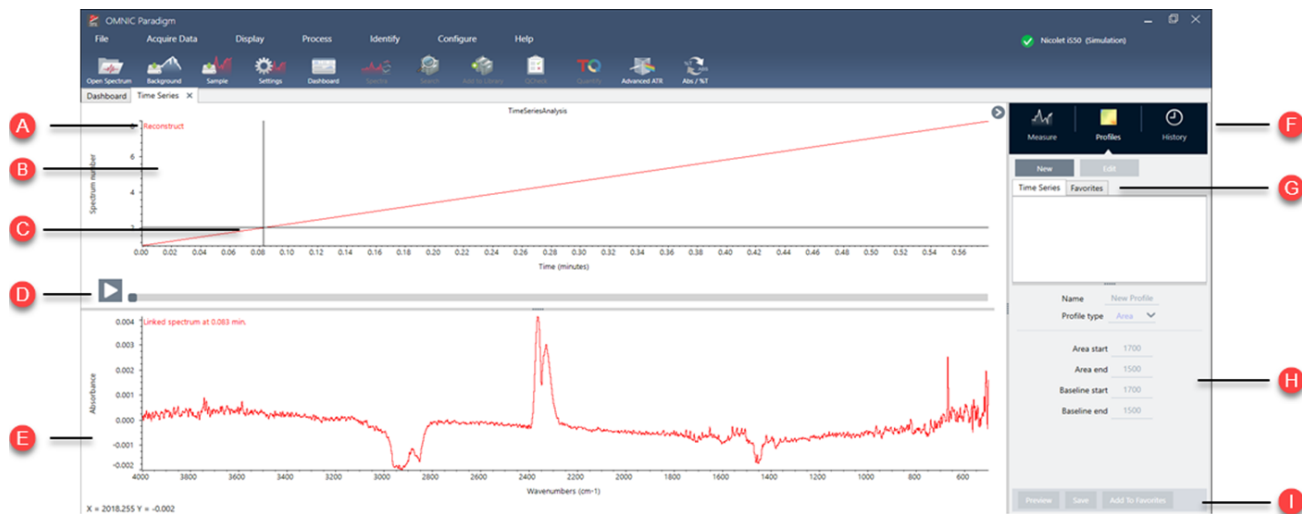 OMNIC Paradigm
File Acquire Data Display Process Identify Configure Help
Nicolet iS50 (Simulation)
Open Spectrum Background Sample Settings Dashboard Spectra Search Add to Library QCheck TQ Quantify Advanced ATR Abs / %T
Dashboard Time Series
TimeSeriesAnalysis
A
8 Reconstruct
F
Measure Profiles History
B
6
New Edit
Spectrum number
4
Time Series Favorites
G
C
2
0.00 0.02 0.04 0.06 0.08 0.10 0.12 0.14 0.16 0.18 0.20 0.22 0.24 0.26 0.28 0.30 0.32 0.34 0.36 0.38 0.40 0.42 0.44 0.46 0.48 0.50 0.52 0.54 0.56
Time (minutes)
D
Name New Profile
Profile type Area
0.004 Linked spectrum at 0.083 min.
0.003
Area start 1700
0.002
Area end 1500
H
0.001
Baseline start 1700
Absorbance
0.000
Baseline end 1500
E
-0.001
-0.002
4000 3800 3600 3400 3200 3000 2800 2600 2400 2200 2000 1800 1600 1400 1200 1000 800 600
Wavenumbers (cm-1)
Preview Save Add To Favorites
I
X = 2018.255 Y = -0.002